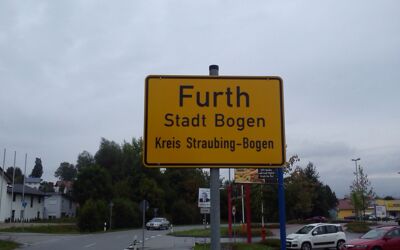 Furth
Stadt Bogen
Kreis Straubing-Bogen